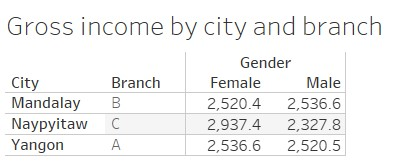 Gross income by city and branch
Gender
City Branch Female Male
Mandalay B 2,520.4 2,536.6
Naypyitaw C 2,937.4 2,327.8
Yangon A 2,536.6 2,520.5